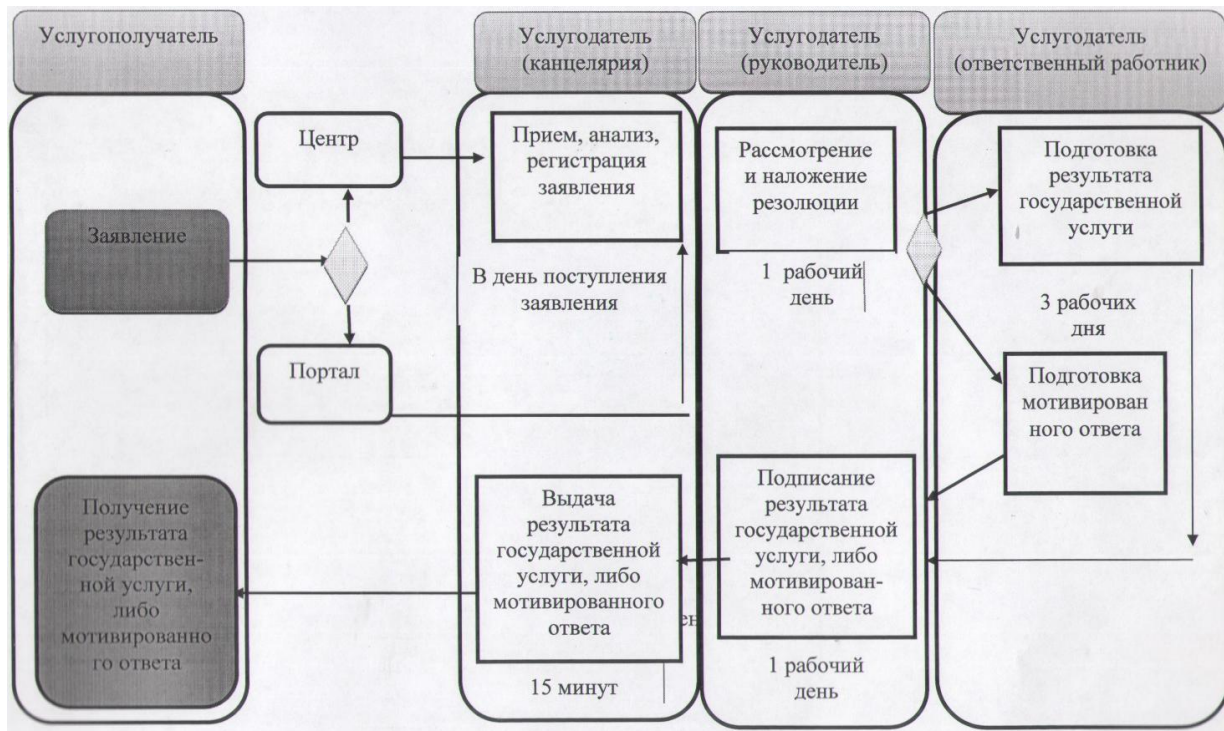 Услугополучатель
Услугодатель
(канцелярия)
Услугодатель
(руководитель)
Услугодатель
(ответственный работник)
Центр
Прием, анализ,
регистрация
заявления
Рассмотрение
и наложение
резолюции
Подготовка
результата
государственной
услуги
Заявление
В день поступления
заявления
1 рабочий
день
3 рабочих
дня
Портал
Подготовка
мотивирован
ного ответа
Получение
результата
государствен-
ной услуги,
либо
мотивированно
го ответа
Выдача
результата
государственной
услуги, либо
мотивированного
ответа
Подписание
результата
государственной
услуги, либо
мотивирован-
ного ответа
15 минут
1 рабочий
день